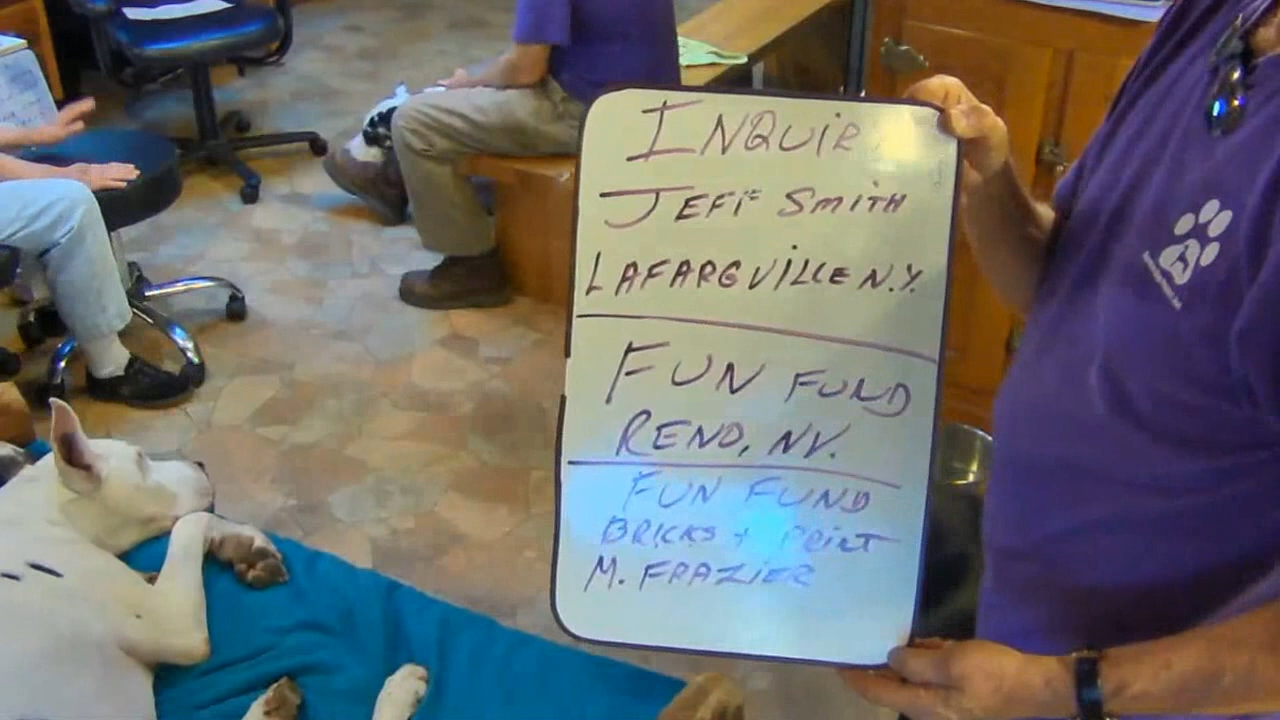 INQUIR
JEFF SMITH
LAFARGVILLE N.Y.
FUN FUND
RENO, NV.
FUN FUND
BRICKS + PRINT
M. FRAZIER